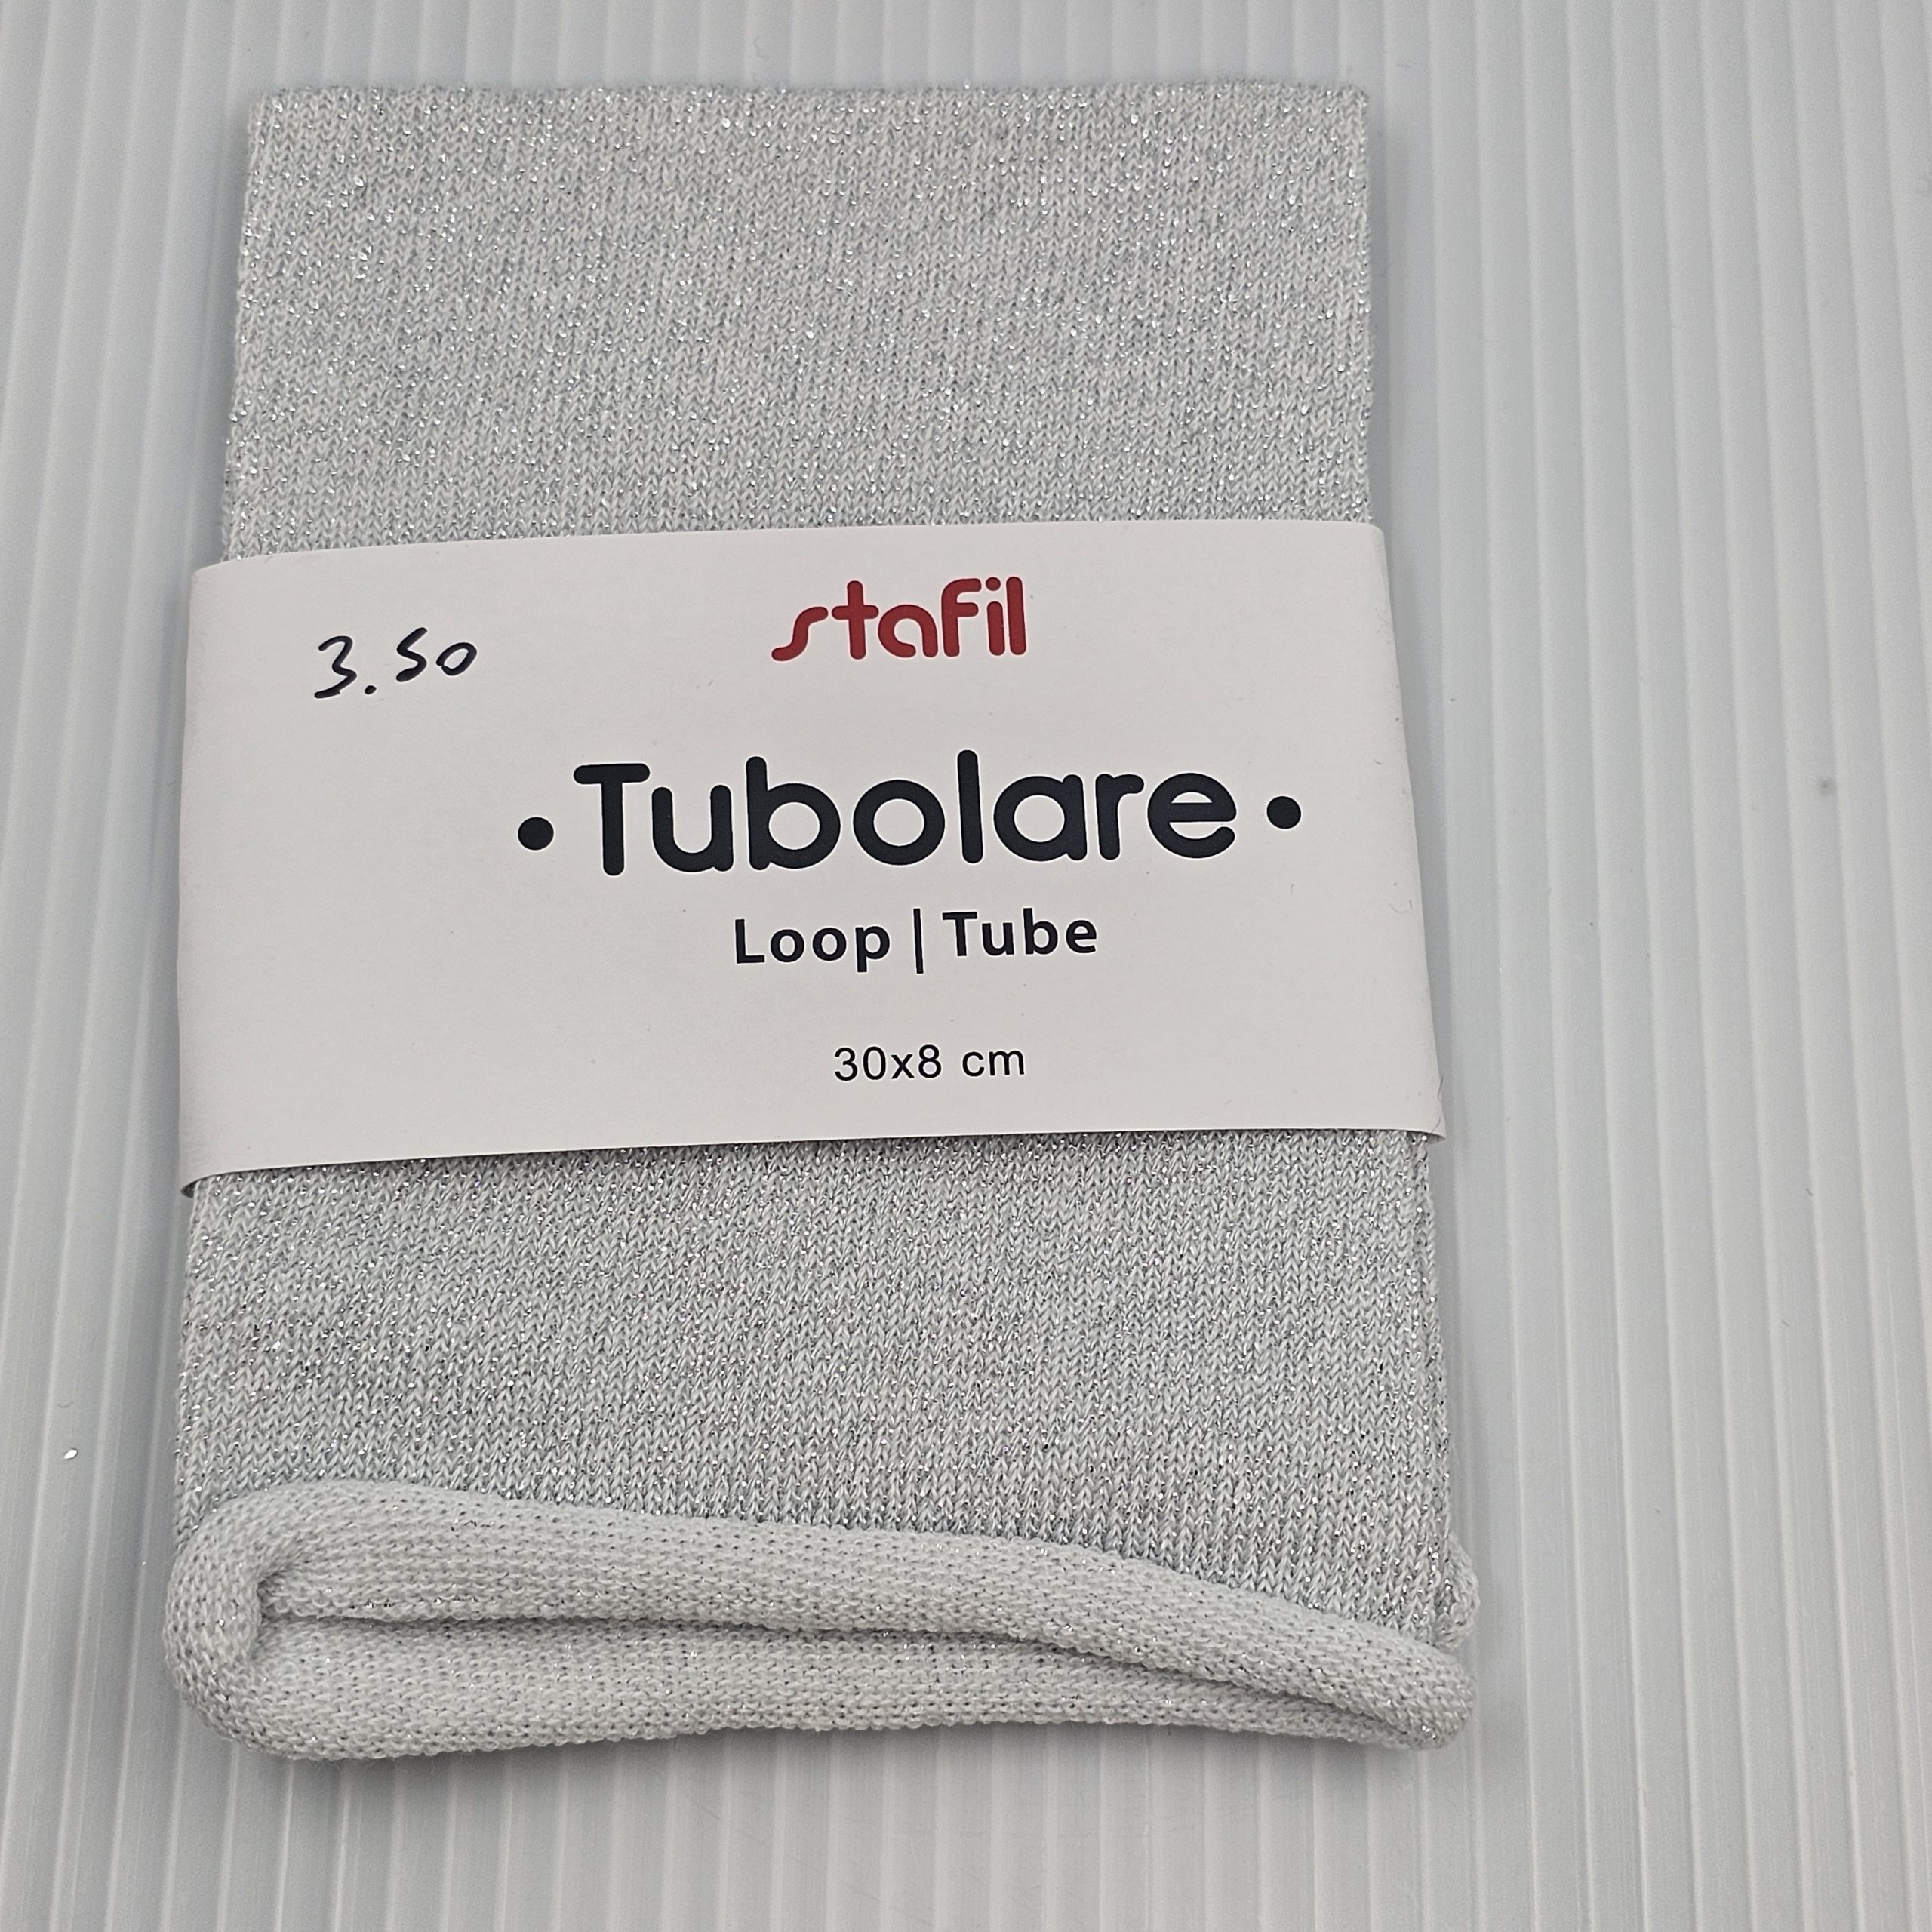 stafil
3.50
• Tubolare •
Loop | Tube
30x8 cm